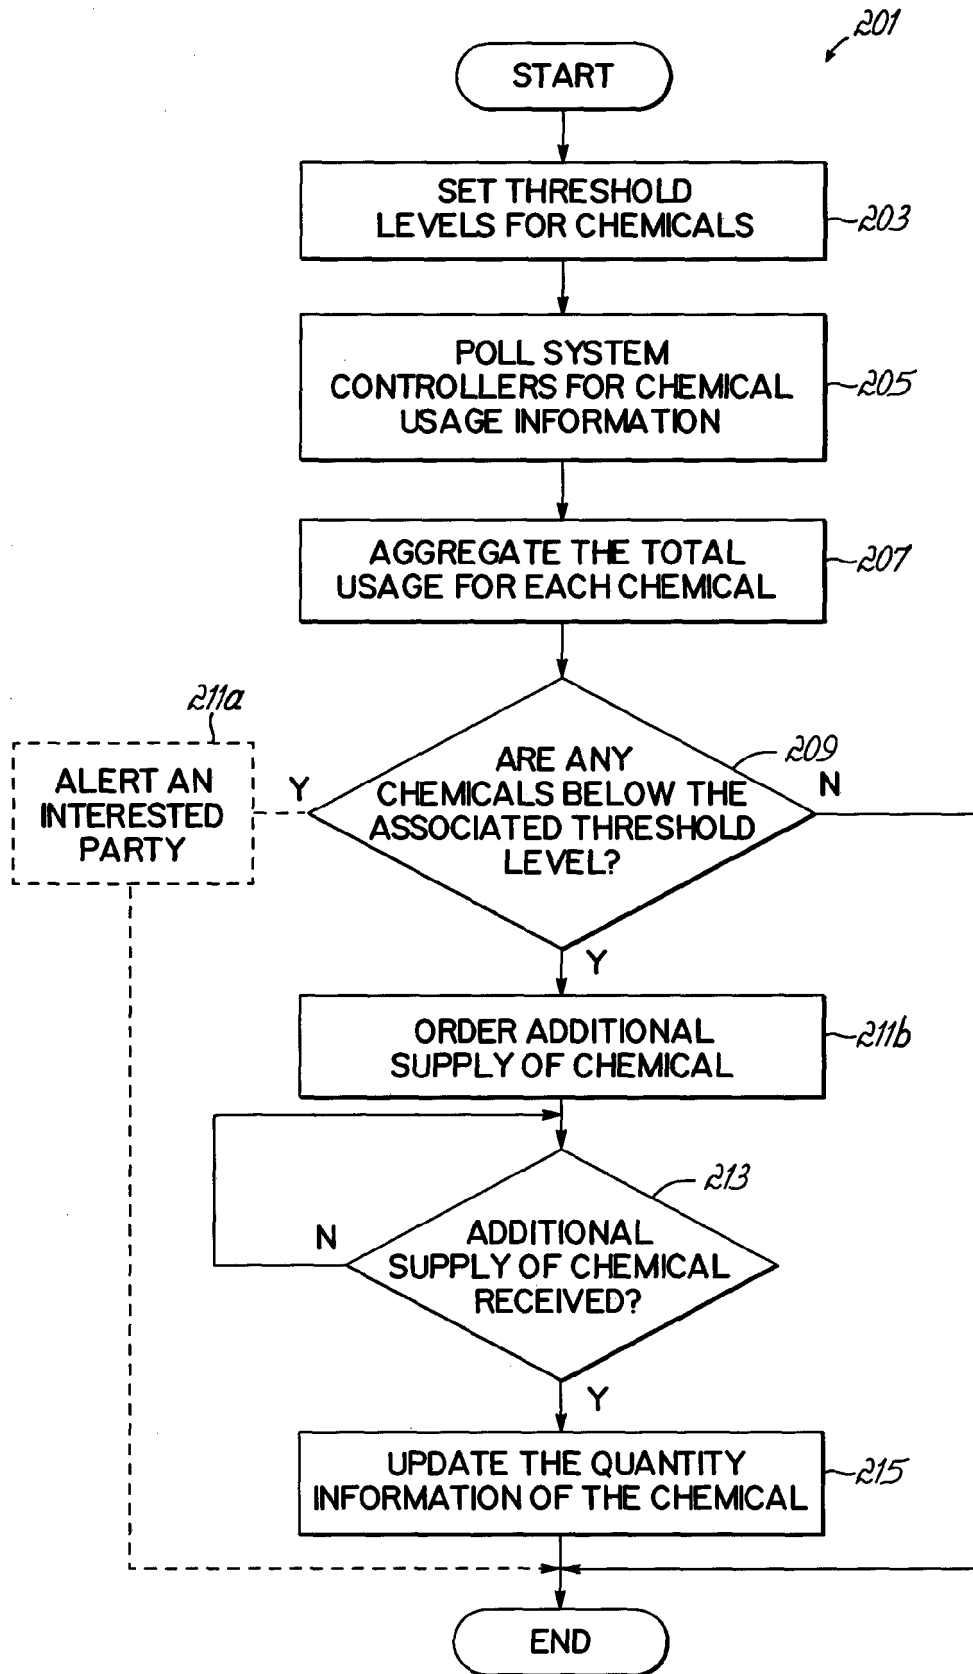 201
START
SET THRESHOLD
LEVELS FOR CHEMICALS
203
POLL SYSTEM
CONTROLLERS FOR CHEMICAL
USAGE INFORMATION
205
AGGREGATE THE TOTAL
USAGE FOR EACH CHEMICAL
207
211a
ALERT AN
INTERESTED
PARTY
Y
ARE ANY
CHEMICALS BELOW THE
ASSOCIATED THRESHOLD
LEVEL?
209
N
Y
ORDER ADDITIONAL
SUPPLY OF CHEMICAL
211b
213
N
ADDITIONAL
SUPPLY OF CHEMICAL
RECEIVED?
Y
UPDATE THE QUANTITY
INFORMATION OF THE CHEMICAL
215
END